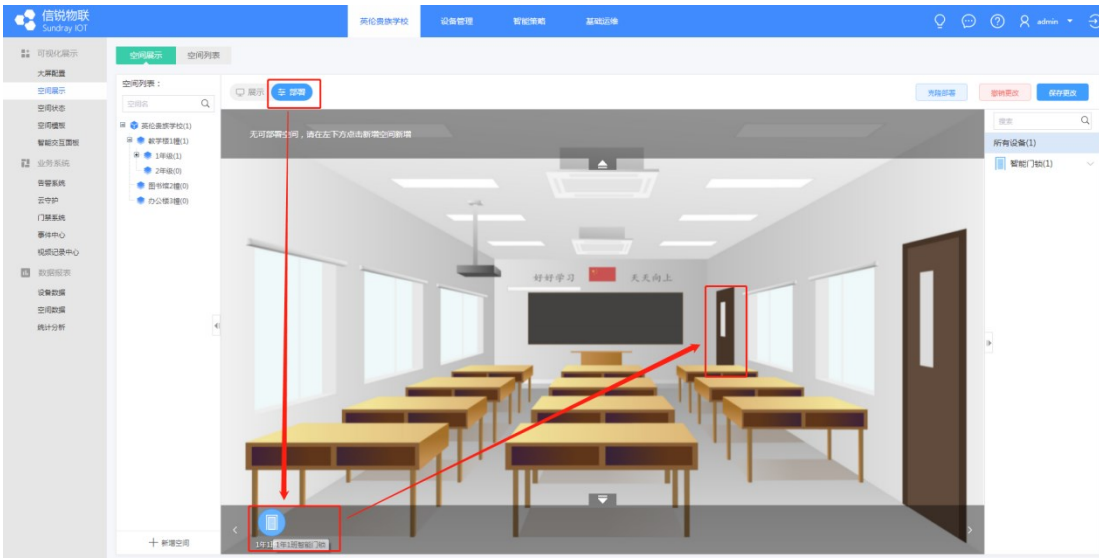 信锐物联
Sundray IOT
英伦贵族学校
设备管理
智能策略
基础运维
admin
可视化展示
大屏配置
空间展示
空间状态
空间模板
智能交互面板
业务系统
告警系统
云守护
门禁系统
事件中心
视频记录中心
数据报表
设备数据
空间数据
统计分析
空间展示
空间列表
空间列表：
空间名
英伦贵族学校(1)
教学楼1幢(1)
1年级(1)
2年级(0)
图书馆2幢(0)
办公楼3幢(0)
新增空间
展示
部署
克隆部署
撤销更改
保存更改
无可部署空间，请在左下方点击新增空间新增
好好学习
天天向上
1年1班智能门锁
搜索
所有设备(1)
智能门锁(1)